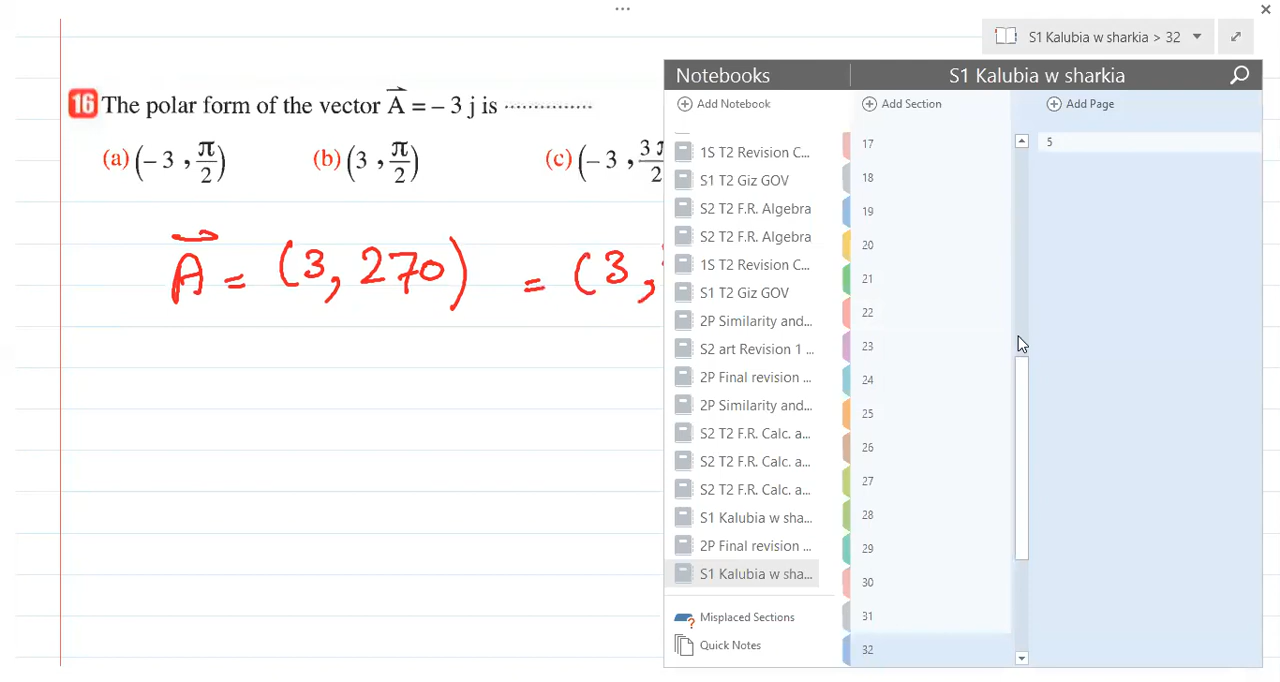 S1 Kalubia w sharkia > 32
16 The polar form of the vector A = – 3 j is ...............
(a) (– 3 , π/2) (b) (3 , π/2) (c) (– 3 , 3
A = (3, 270) = (3,
Notebooks
S1 Kalubia w sharkia
Add Notebook
Add Section
Add Page
1S T2 Revision C...
S1 T2 Giz GOV
S2 T2 F.R. Algebra
S2 T2 F.R. Algebra
1S T2 Revision C...
S1 T2 Giz GOV
2P Similarity and...
S2 art Revision 1 ...
2P Final revision ...
2P Similarity and...
S2 T2 F.R. Calc. a...
S2 T2 F.R. Calc. a...
S2 T2 F.R. Calc. a...
S1 Kalubia w sha...
2P Final revision ...
S1 Kalubia w sha...
Misplaced Sections
Quick Notes
17
18
19
20
21
22
23
24
25
26
27
28
29
30
31
32
5